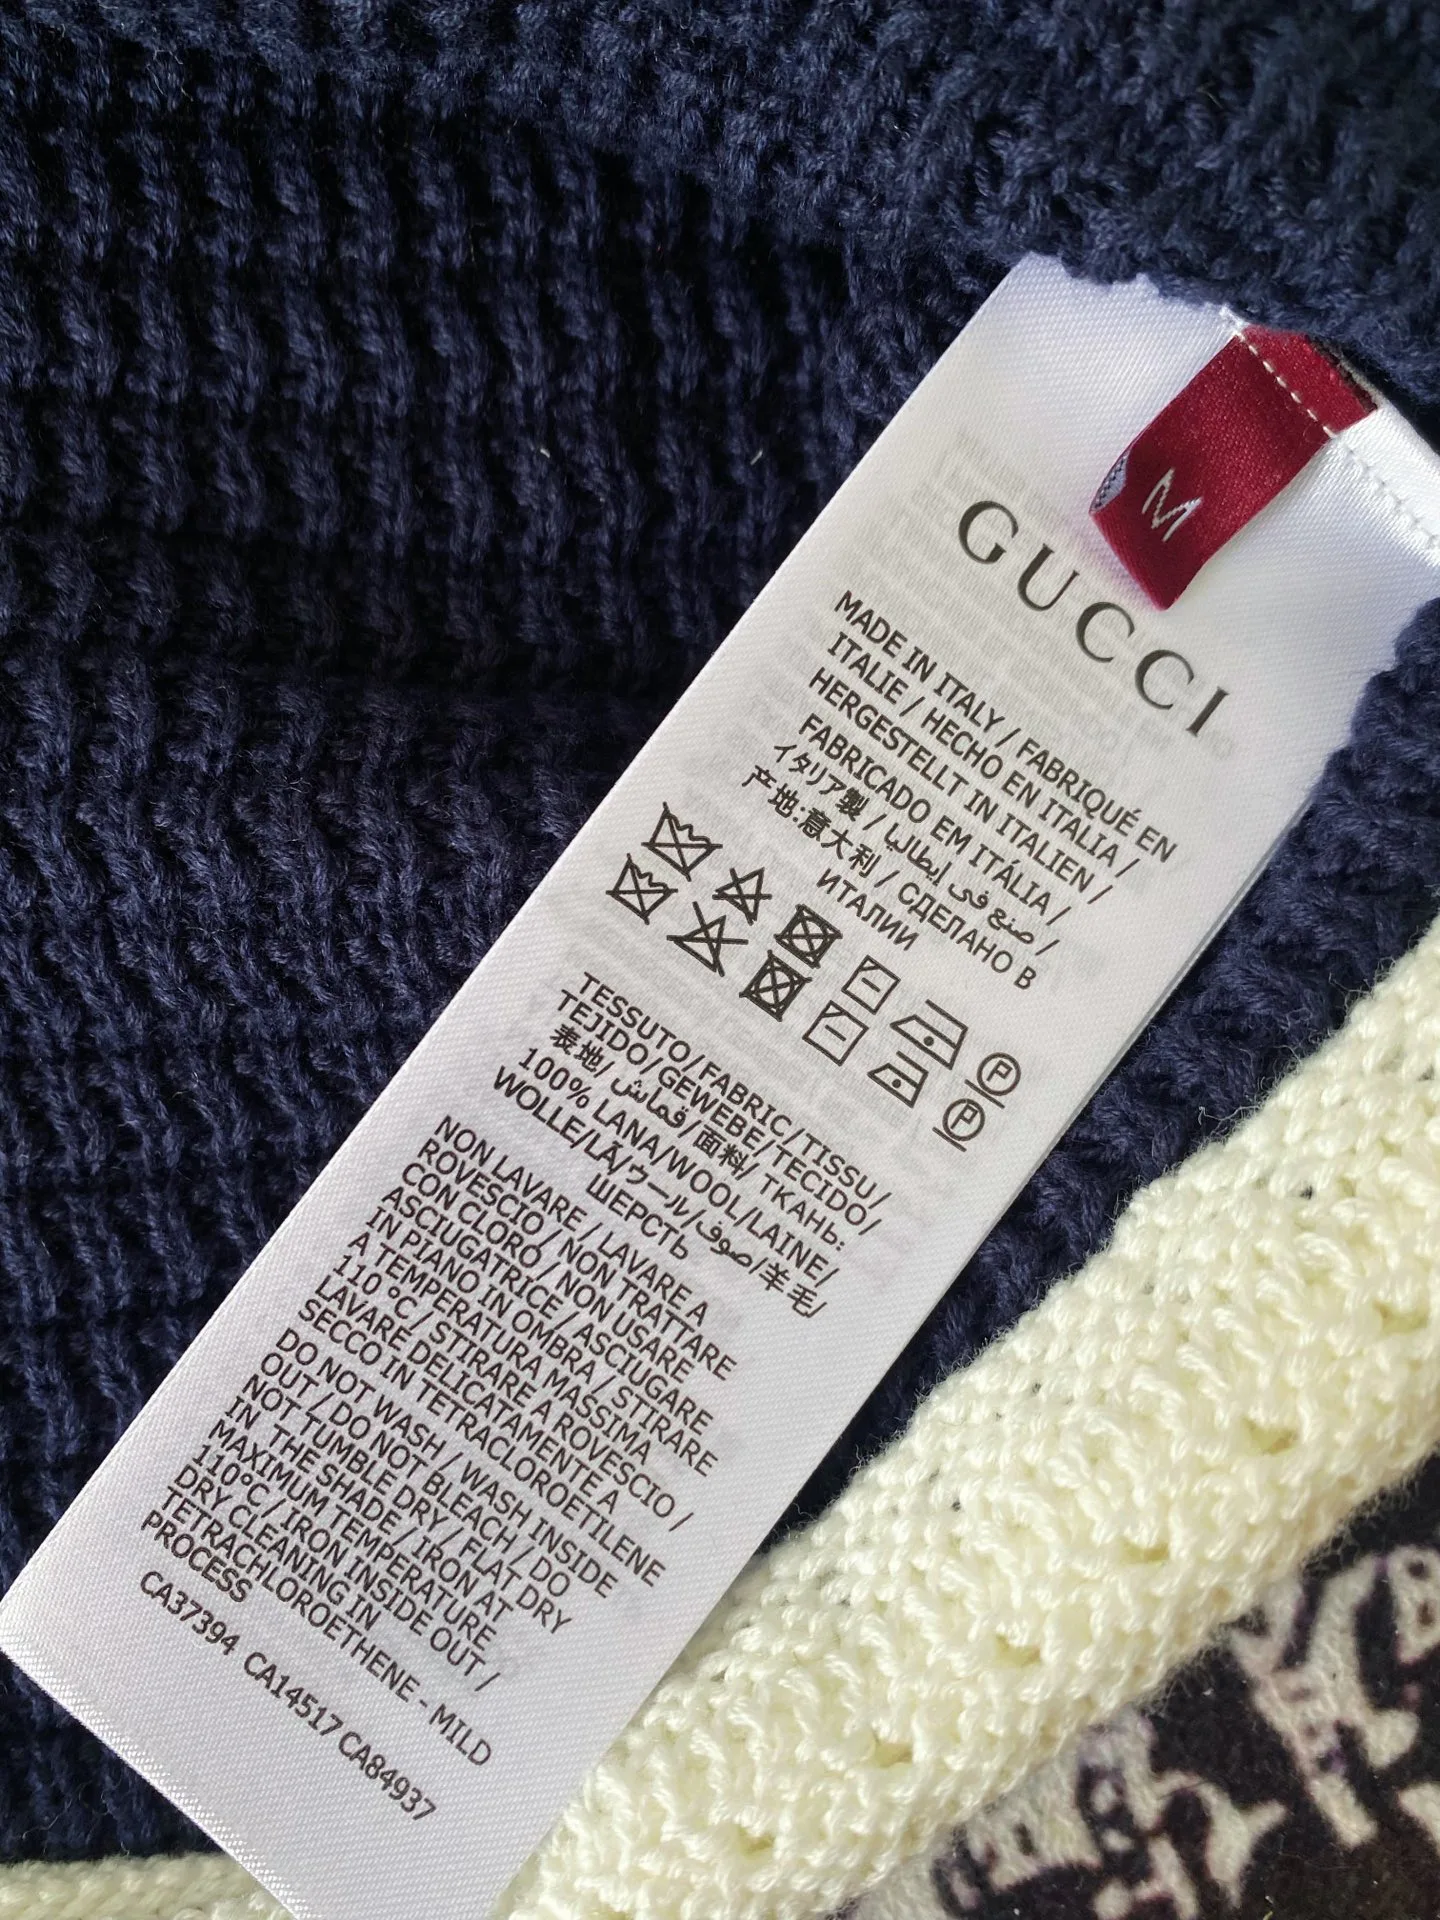 M
GUCCI
MADE IN ITALY / FABRIQUÉ EN
ITALIE / HECHO EN ITALIA /
HERGESTELLT IN ITALIEN /
FABRICADO EM ITÁLIA /
イタリア製 / صنع في إيطاليا /
产地:意大利 / СДЕЛАНО В
ИТАЛИИ
P
P
TESSUTO/FABRIC/TISSU/
TEJIDO/GEWEBE/TECIDO/
表地/ قماش/面料/ ТКАНЬ:
100% LANA/WOOL/LAINE/
WOLLE/LÃ/ウール/صوف/羊毛/
ШЕРСТЬ
NON LAVARE / LAVARE A
ROVESCIO / NON TRATTARE
CON CLORO / NON USARE
ASCIUGATRICE / ASCIUGARE
IN PIANO IN OMBRA / STIRARE
A TEMPERATURA MASSIMA
110 °C / STIRARE A ROVESCIO /
LAVARE DELICATAMENTE A
SECCO IN TETRACLOROETILENE
DO NOT WASH / WASH INSIDE
OUT / DO NOT BLEACH / DO
NOT TUMBLE DRY / FLAT DRY
IN THE SHADE / IRON AT
MAXIMUM TEMPERATURE
110°C / IRON INSIDE OUT /
DRY CLEANING IN
TETRACHLOROETHENE - MILD
PROCESS
CA37394 CA14517 CA84937